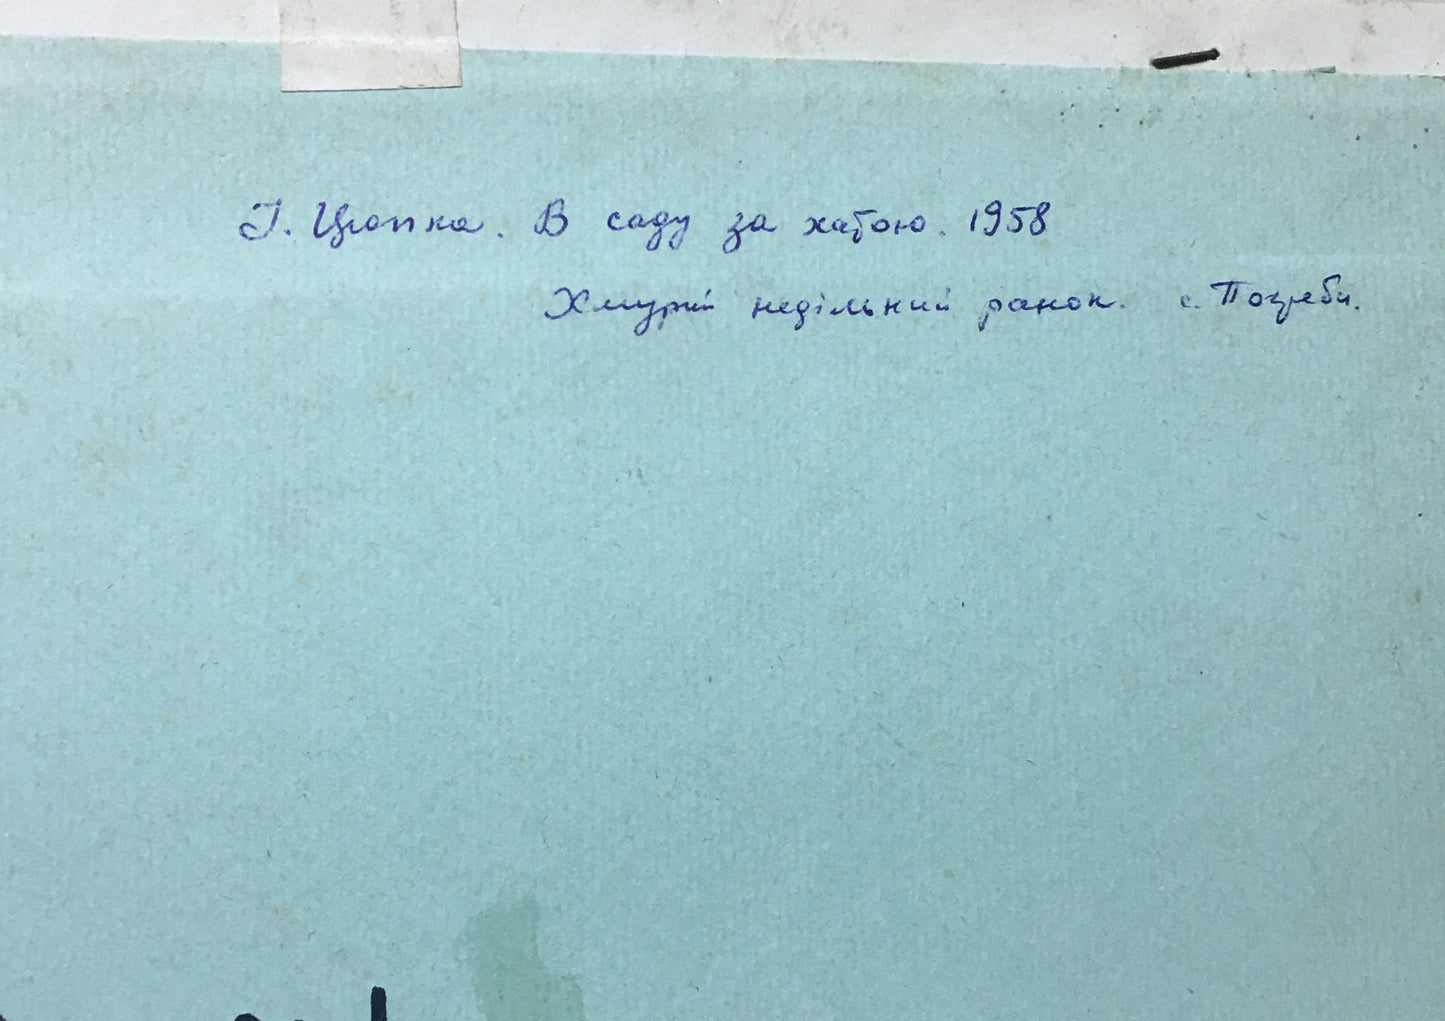 І. Цюпка. В саду за хатою. 1958
Хмурий недільний ранок. с. Погреби.